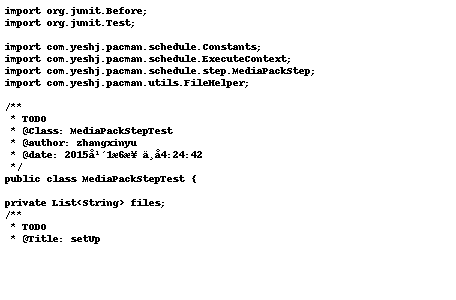 import org.junit.Before;
import org.junit.Test;
import com.yeshj.pacman.schedule.Constants;
import com.yeshj.pacman.schedule.ExecuteContext;
import com.yeshj.pacman.schedule.step.MediaPackStep;
import com.yeshj.pacman.utils.FileHelper;
/**
 * TODO
 * @Class: MediaPackStepTest
 * @author: zhangxinyu
 * @date: 2015å¹´1æ6æ¥ ä¸å4:24:42
 */
public class MediaPackStepTest {
private List<String> files;
/**
 * TODO
 * @Title: setUp